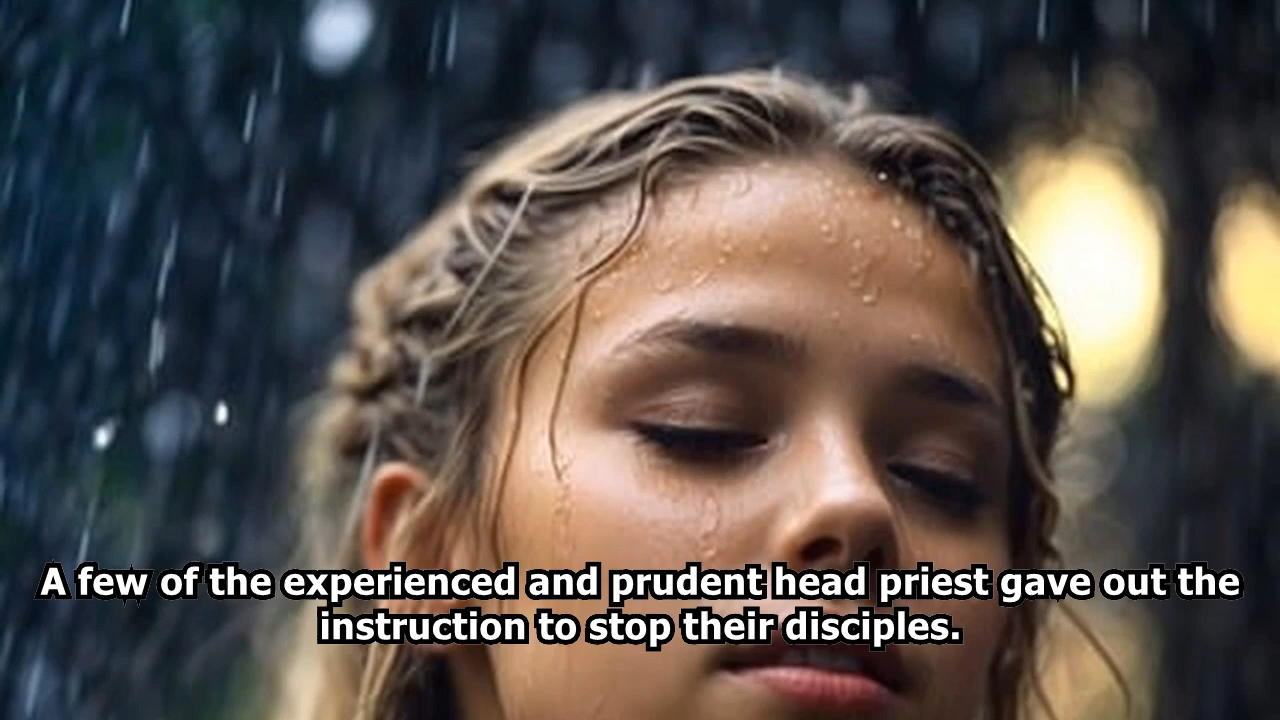 A few of the experienced and prudent head priest gave out the
instruction to stop their disciples.